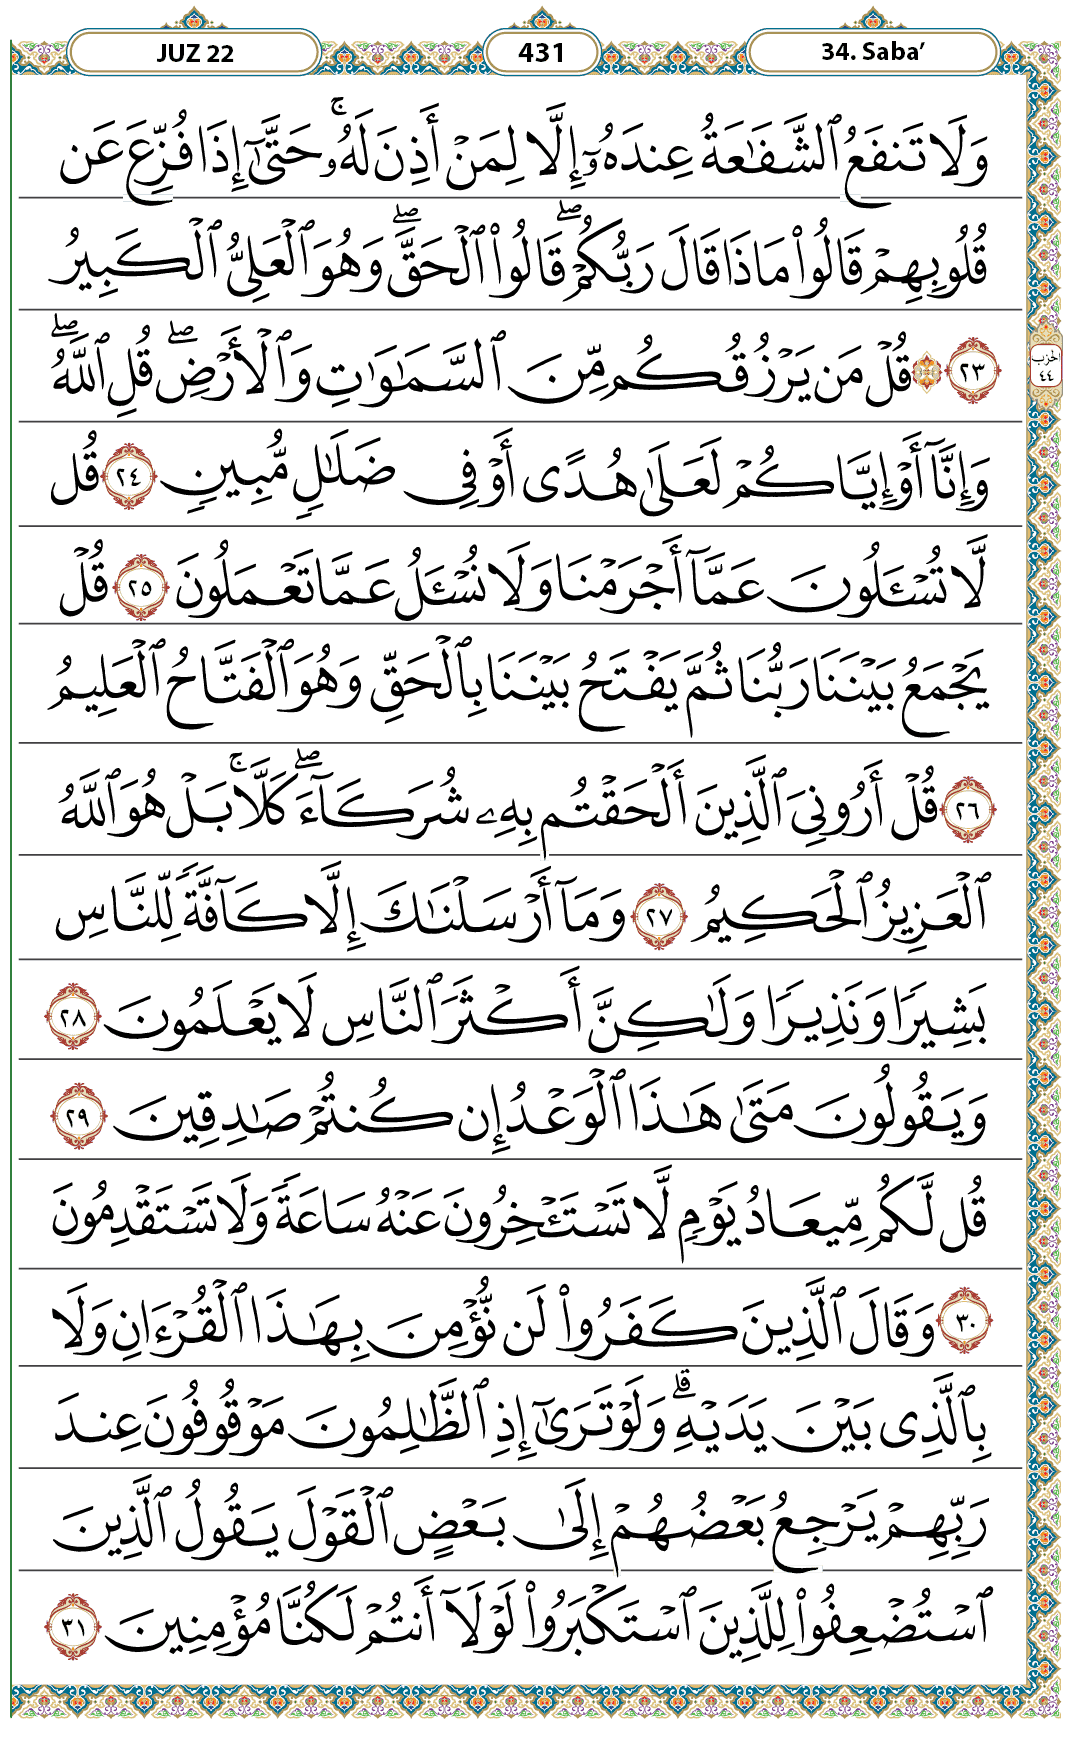 JUZ 22
431
34. Saba’
وَلَا تَنفَعُ ٱلشَّفَـٰعَةُ عِندَهُۥٓ إِلَّا لِمَنۡ أَذِنَ لَهُۥۚ حَتَّىٰٓ إِذَا فُزِّعَ عَن
قُلُوبِهِمۡ قَالُواْ مَاذَا قَالَ رَبُّكُمۡۖ قَالُواْ ٱلۡحَقَّۖ وَهُوَ ٱلۡعَلِىُّ ٱلۡكَبِيرُ
٢٣ ۞ قُلۡ مَن يَرۡزُقُكُم مِّنَ ٱلسَّمَـٰوَٲتِ وَٱلۡأَرۡضِۖ قُلِ ٱللَّهُۖ
الحزب
٤٤
وَإِنَّآ أَوۡ إِيَّاكُمۡ لَعَلَىٰ هُدًى أَوۡ فِى ضَلَـٰلٍ مُّبِينٍ ٢٤ قُل
لَّا تُسۡـَٔلُونَ عَمَّآ أَجۡرَمۡنَا وَلَا نُسۡـَٔلُ عَمَّا تَعۡمَلُونَ ٢٥ قُلۡ
يَجۡمَعُ بَيۡنَنَا رَبُّنَا ثُمَّ يَفۡتَحُ بَيۡنَنَا بِٱلۡحَقِّ وَهُوَ ٱلۡفَتَّاحُ ٱلۡعَلِيمُ
٢٦ قُلۡ أَرُونِىَ ٱلَّذِينَ أَلۡحَقۡتُم بِهِۦ شُرَكَآءَۖ كَلَّاۚ بَلۡ هُوَ ٱللَّهُ
ٱلۡعَزِيزُ ٱلۡحَكِيمُ ٢٧ وَمَآ أَرۡسَلۡنَـٰكَ إِلَّا كَآفَّةً لِّلنَّاسِ
بَشِيرًا وَنَذِيرًا وَلَـٰكِنَّ أَكۡثَرَ ٱلنَّاسِ لَا يَعۡلَمُونَ ٢٨
وَيَقُولُونَ مَتَىٰ هَـٰذَا ٱلۡوَعۡدُ إِن كُنتُمۡ صَـٰدِقِينَ ٢٩
قُل لَّكُم مِّيعَادُ يَوۡمٍ لَّا تَسۡتَـٔۡخِرُونَ عَنۡهُ سَاعَةً وَلَا تَسۡتَقۡدِمُونَ
٣٠ وَقَالَ ٱلَّذِينَ كَفَرُواْ لَن نُّؤۡمِنَ بِهَـٰذَا ٱلۡقُرۡءَانِ وَلَا
بِٱلَّذِى بَيۡنَ يَدَيۡهِۗ وَلَوۡ تَرَىٰٓ إِذِ ٱلظَّـٰلِمُونَ مَوۡقُوفُونَ عِندَ
رَبِّهِمۡ يَرۡجِعُ بَعۡضُهُمۡ إِلَىٰ بَعۡضٍ ٱلۡقَوۡلَ يَقُولُ ٱلَّذِينَ
ٱسۡتُضۡعِفُواْ لِلَّذِينَ ٱسۡتَكۡبَرُواْ لَوۡلَآ أَنتُمۡ لَكُنَّا مُؤۡمِنِينَ ٣١